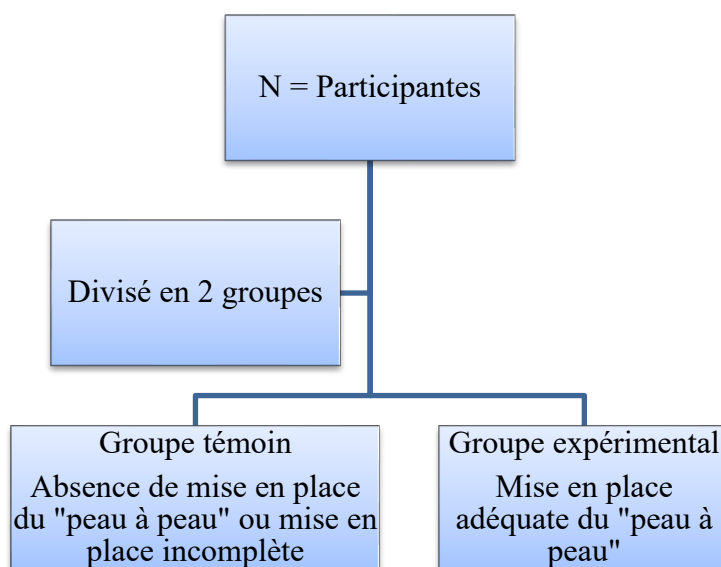 N = Participantes
Divisé en 2 groupes
Groupe témoin
Absence de mise en place
du "peau à peau" ou mise en
place incomplète
Groupe expérimental
Mise en place
adéquate du "peau à
peau"